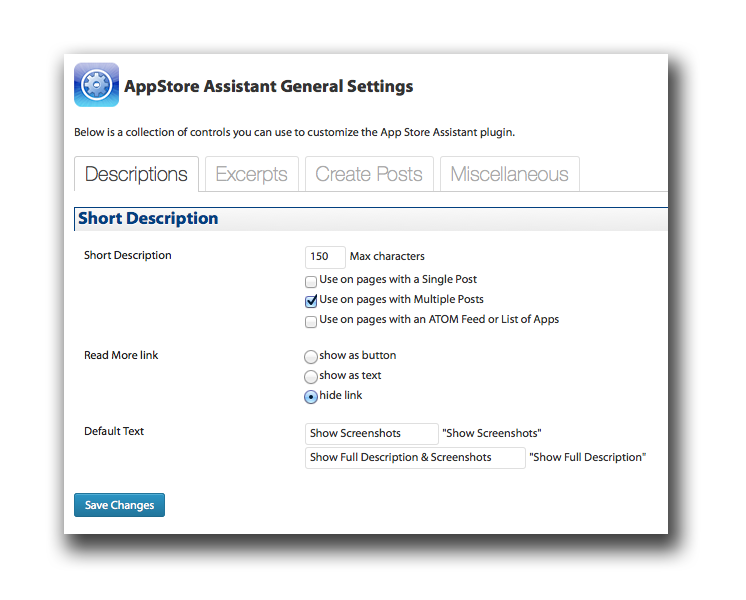 AppStore Assistant General Settings
Below is a collection of controls you can use to customize the App Store Assistant plugin.
Descriptions Excerpts Create Posts Miscellaneous
Short Description
Short Description 150 Max characters
Use on pages with a Single Post
Use on pages with Multiple Posts
Use on pages with an ATOM Feed or List of Apps
Read More link show as button
show as text
hide link
Default Text Show Screenshots "Show Screenshots"
Show Full Description & Screenshots "Show Full Description"
Save Changes